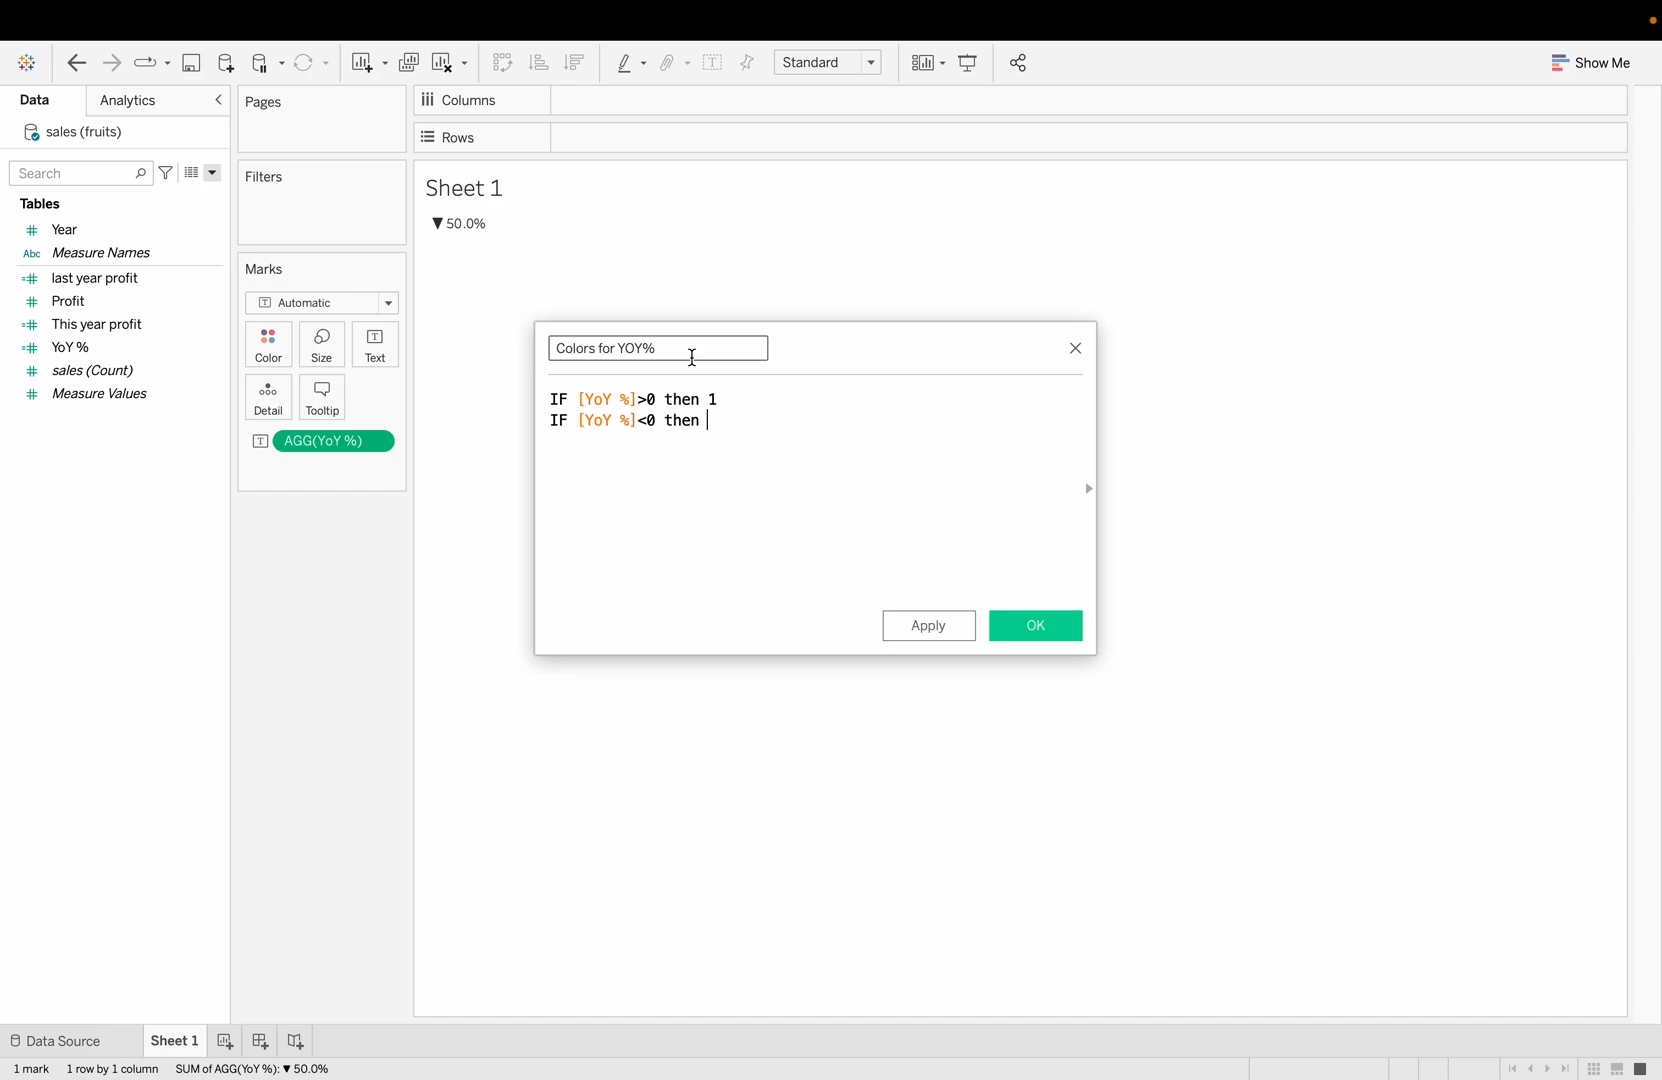 Standard
Show Me
Data
Analytics
Pages
Columns
sales (fruits)
Rows
Search
Filters
Sheet 1
Tables
▼50.0%
Year
Abc
Measure Names
Marks
last year profit
Profit
Automatic
This year profit
YoY %
Color
Size
Text
Colors for YOY%
sales (Count)
Measure Values
IF [YoY %]>0 then 1
Detail
Tooltip
IF [YoY %]<0 then
AGG(YoY %)
Apply
OK
Data Source
Sheet 1
1 mark
1 row by 1 column
SUM of AGG(YoY %): ▼50.0%